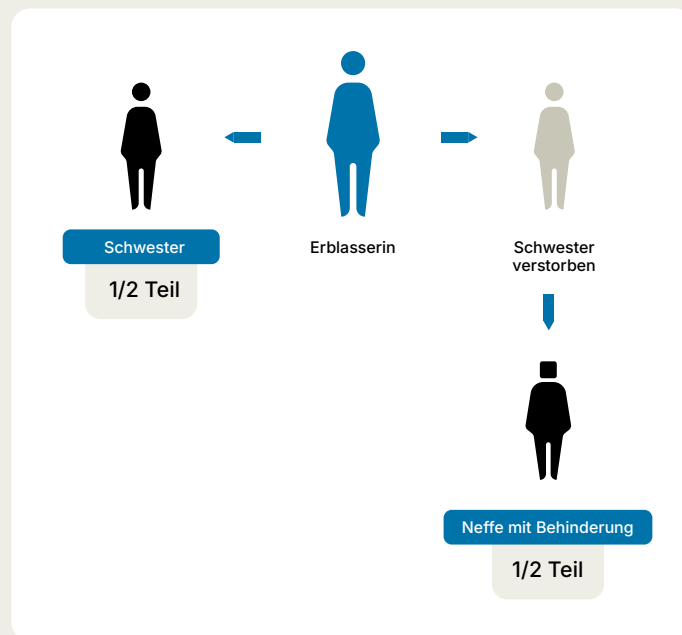 Schwester
1/2 Teil
Erblasserin
Schwester
verstorben
Neffe mit Behinderung
1/2 Teil